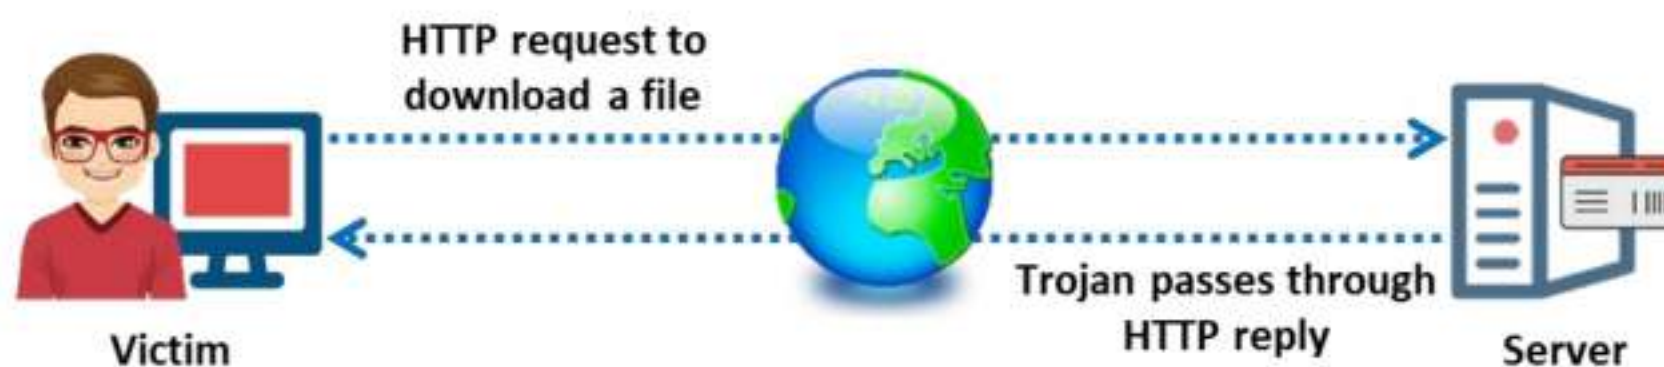 HTTP request to
download a file
Trojan passes through
HTTP reply
Victim
Server